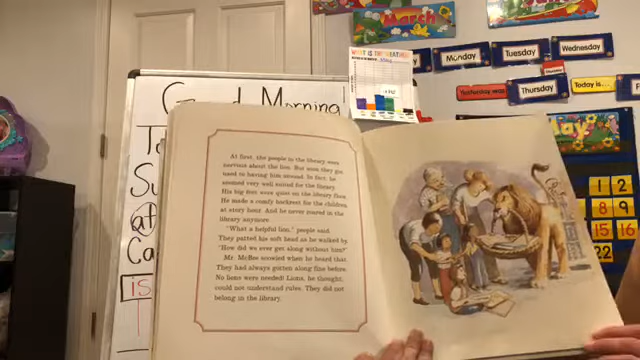 Good Morning!
March
WHAT IS THE WEATHER?
Monday
Tuesday
Wednesday
Yesterday was
Thursday
Today is...
May
1 2
8 9
15 16
22
is
At first, the people in the library were
nervous about the lion. But soon they got
used to having him around. In fact, he
seemed very well suited for the library.
His big feet were quiet on the library floor.
He made a comfy backrest for the children
at story hour. And he never roared in the
library anymore.
"What a helpful lion," people said.
They patted his soft head as he walked by.
"How did we ever get along without him?"
Mr. McBee scowled when he heard that.
They had always gotten along fine before.
No lions were needed! Lions, he thought,
could not understand rules. They did not
belong in the library.